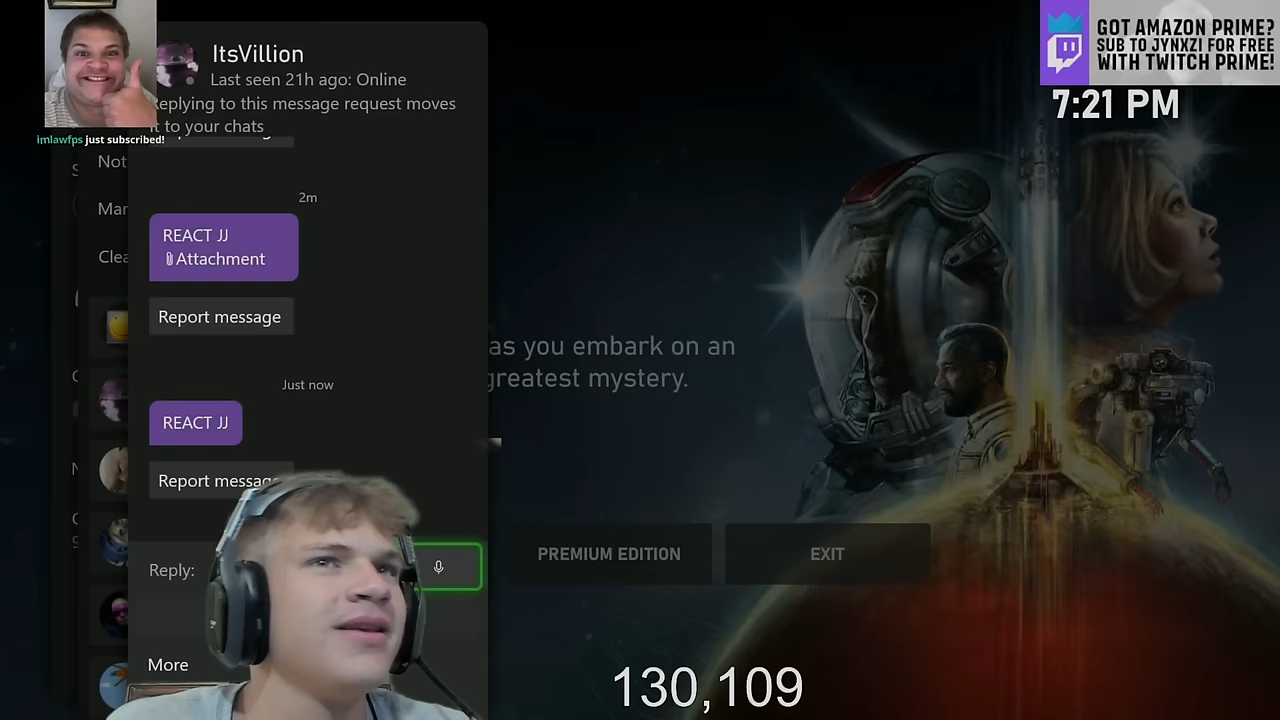 ItsVillion
Last seen 21h ago: Online
Replying to this message request moves
it to your chats
imlawfps just subscribed!
Not
Mar
Clea
2m
REACT JJ
Attachment
Report message
Just now
REACT JJ
Report message
Reply:
More
as you embark on an
greatest mystery.
PREMIUM EDITION
EXIT
130,109
GOT AMAZON PRIME?
SUB TO JYNXZI FOR FREE
WITH TWITCH PRIME!
7:21 PM